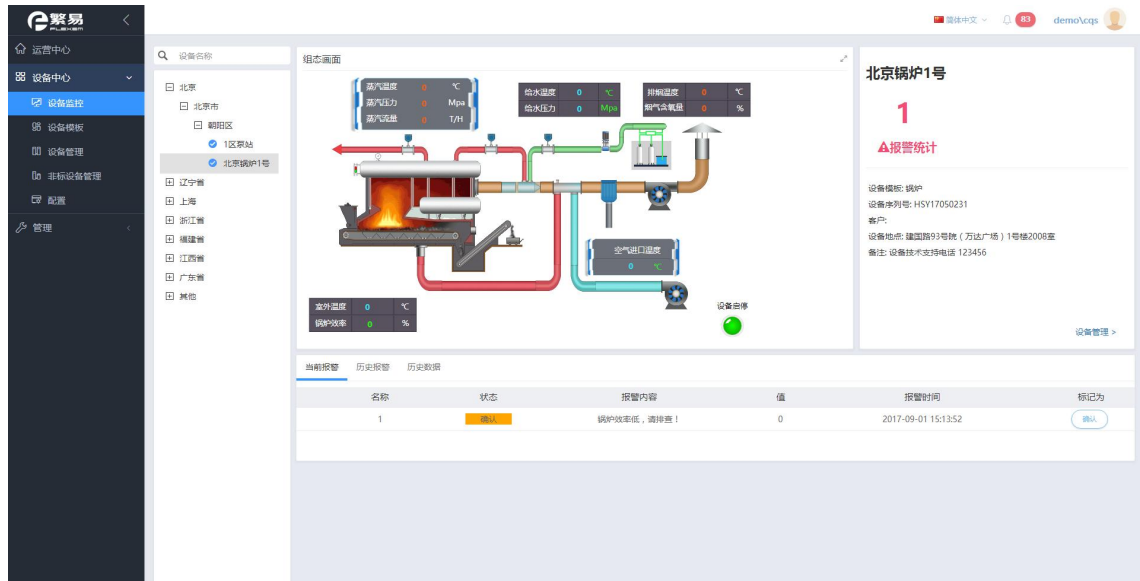 繁易
FLEXEM
简体中文
83
demo\cqs
运营中心
设备中心
设备监控
设备模板
设备管理
非标设备管理
配置
管理
设备名称
北京
北京市
朝阳区
1区泵站
北京锅炉1号
辽宁省
上海
浙江省
福建省
江西省
广东省
其他
组态画面
蒸汽温度 0 ℃
蒸汽压力 0 Mpa
蒸汽流量 0 T/H
给水温度 0 ℃
给水压力 0 Mpa
排烟温度 0 ℃
烟气含氧量 0 %
空气进口温度
0 ℃
室外温度 0 ℃
锅炉效率 0 %
设备启停
北京锅炉1号
1
报警统计
设备模板: 锅炉
设备序列号: HSY17050231
客户:
设备地点: 建国路93号院（万达广场）1号楼2008室
备注: 设备技术支持电话 123456
设备管理 >
当前报警 历史报警 历史数据
名称 状态 报警内容 值 报警时间 标记为
1 确认 锅炉效率低，请排查！ 0 2017-09-01 15:13:52 确认